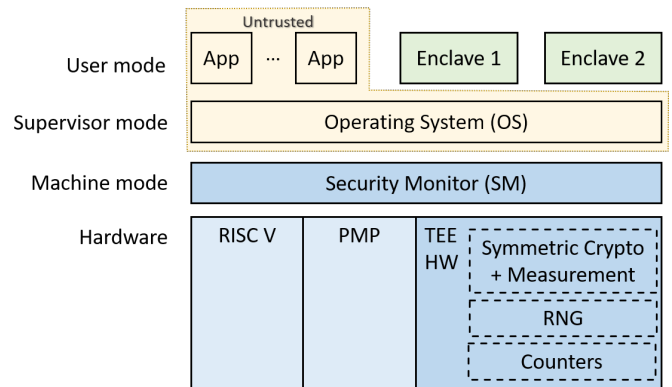 Untrusted
User mode
App
...
App
Enclave 1
Enclave 2
Supervisor mode
Operating System (OS)
Machine mode
Security Monitor (SM)
Hardware
RISC V
PMP
TEE
HW
Symmetric Crypto
+ Measurement
RNG
Counters